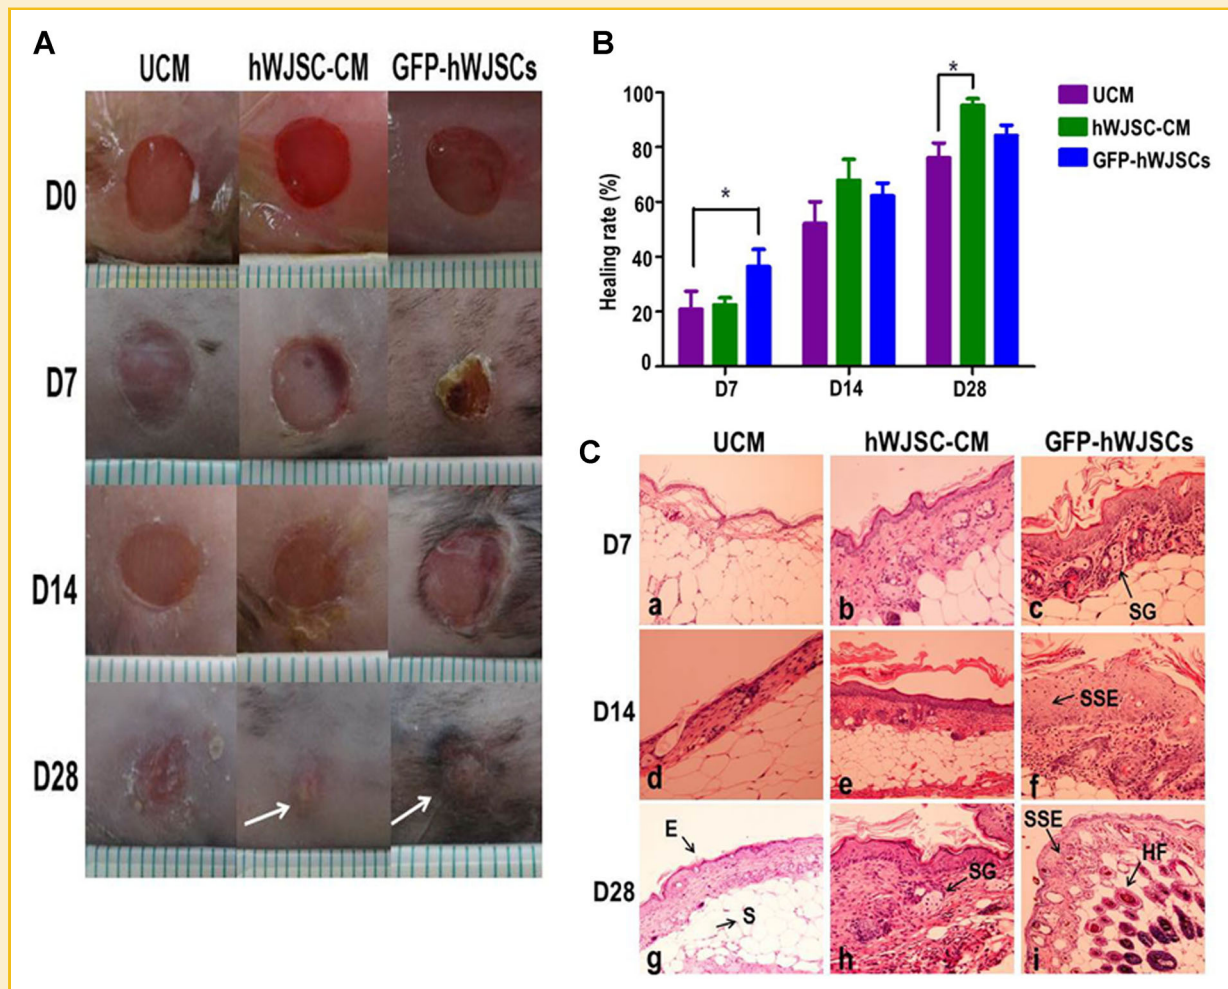 A
UCM hWJSC-CM GFP-hWJSCs
D0
D7
D14
D28
B
Healing rate (%)
100
80
60
40
20
0
*
*
D7 D14 D28
UCM
hWJSC-CM
GFP-hWJSCs
C
UCM hWJSC-CM GFP-hWJSCs
D7
a b c
SG
D14
d e f
SSE
D28
g h i
E
S
SG
SSE
HF